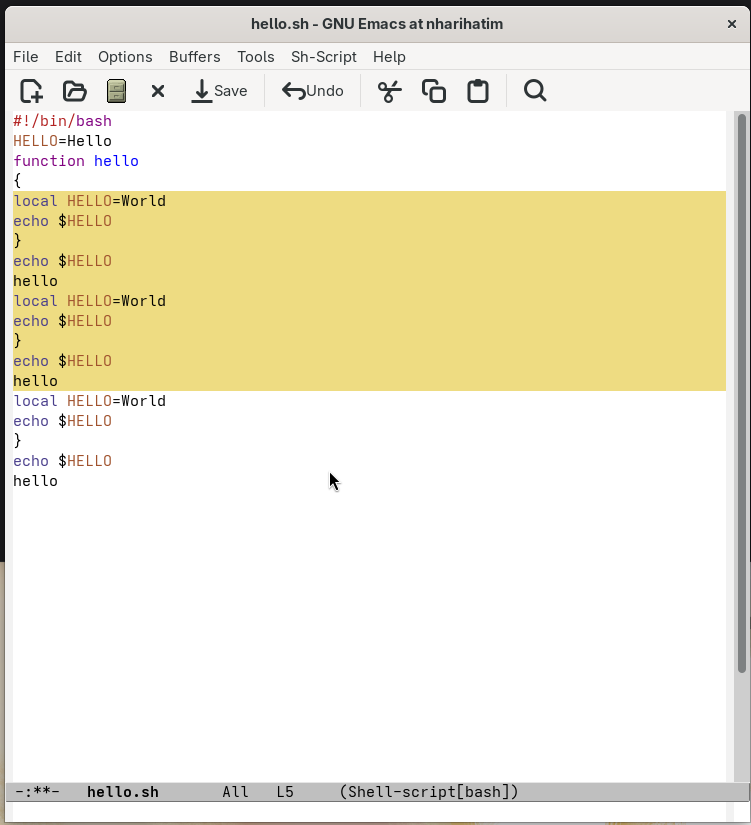 hello.sh - GNU Emacs at nharihatim ×
File Edit Options Buffers Tools Sh-Script Help
Save Undo
#!/bin/bash
HELLO=Hello
function hello
{
local HELLO=World
echo $HELLO
}
echo $HELLO
hello
local HELLO=World
echo $HELLO
}
echo $HELLO
hello
local HELLO=World
echo $HELLO
}
echo $HELLO
hello
-:**- hello.sh All L5 (Shell-script[bash])